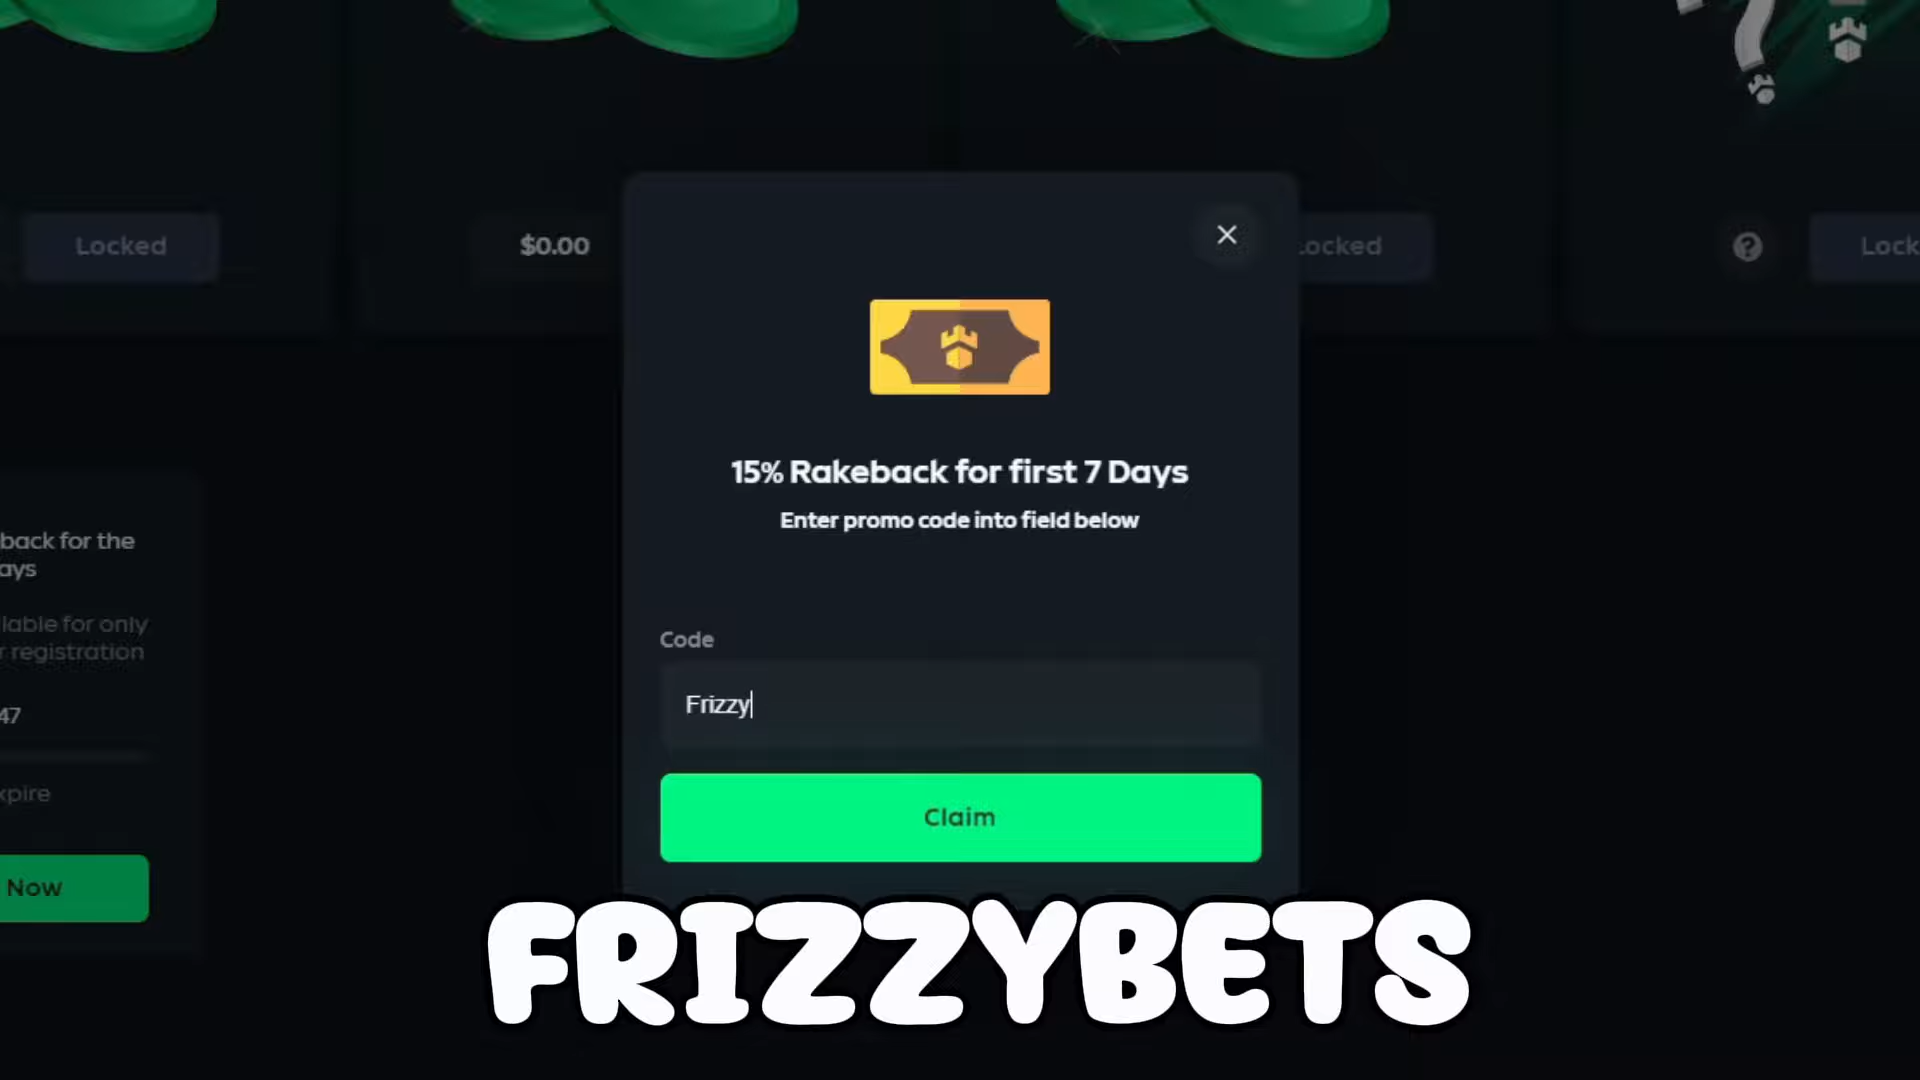 Locked
$0.00
Locked
Lock
15% Rakeback for first 7 Days
Enter promo code into field below
back for the
ays
lable for only
r registration
47
xpire
Now
Code
Frizzy
Claim
FRIZZYBETS